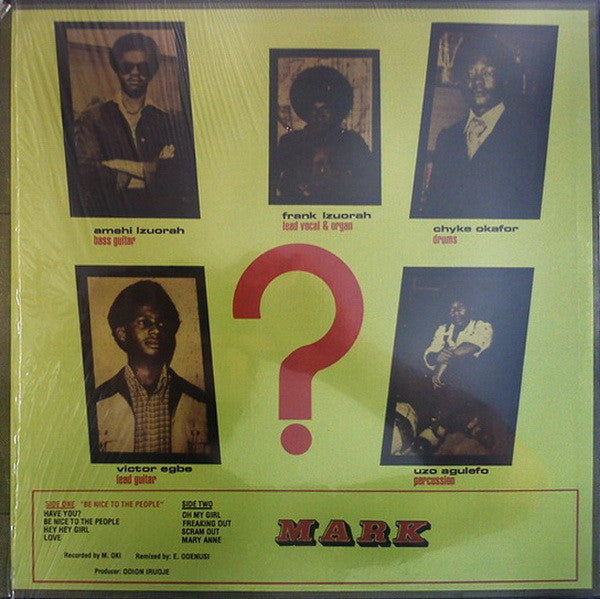 amehi Izuorah
bass guitar
frank Izuorah
lead vocal & organ
chyke okafor
drums
?
victor egbe
lead guitar
uzo agulefo
percussion
SIDE ONE "BE NICE TO THE PEOPLE"
HAVE YOU?
BE NICE TO THE PEOPLE
HEY HEY GIRL
LOVE
SIDE TWO
OH MY GIRL
FREAKING OUT
SCRAM OUT
MARY ANNE
MARK
Recorded by M. OKI Remixed by: E. ODENUSI
Producer: ODION IRUOJE